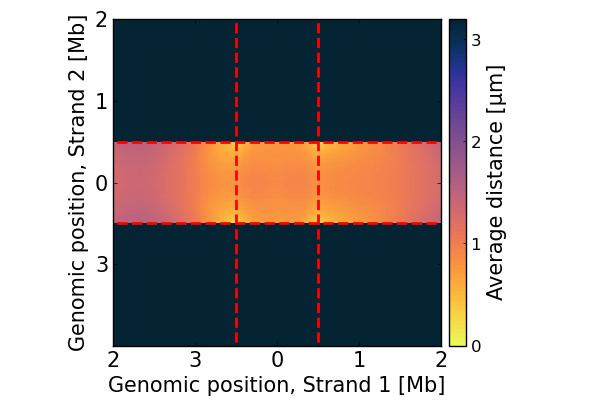 2
1
0
3
Genomic position, Strand 2 [Mb]
2 3 0 1 2
Genomic position, Strand 1 [Mb]
3
2
1
0
Average distance [µm]